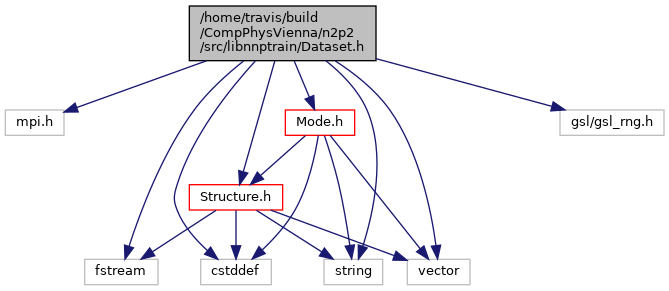 /home/travis/build
/CompPhysVienna/n2p2
/src/libnnptrain/Dataset.h
mpi.h
Mode.h
gsl/gsl_rng.h
Structure.h
fstream
cstddef
string
vector